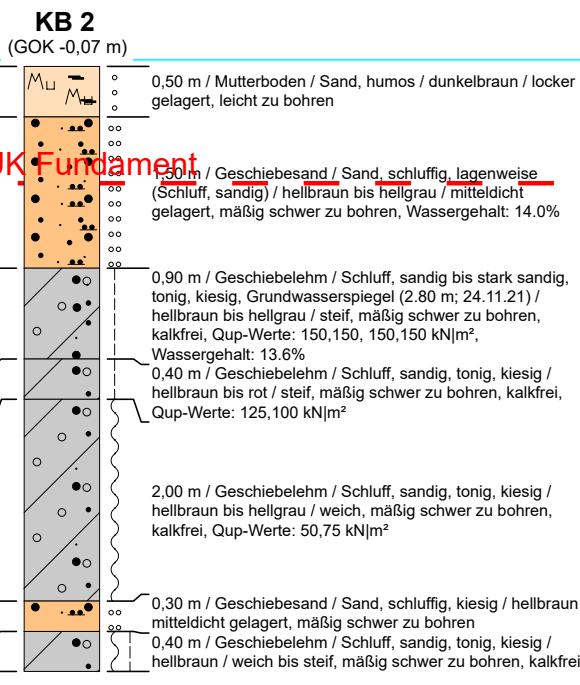 KB 2
(GOK -0,07 m)
0,50 m / Mutterboden / Sand, humos / dunkelbraun / locker
gelagert, leicht zu bohren
UK Fundament
1,50 m / Geschiebesand / Sand, schluffig, lagenweise
(Schluff, sandig) / hellbraun bis hellgrau / mitteldicht
gelagert, mäßig schwer zu bohren, Wassergehalt: 14.0%
0,90 m / Geschiebelehm / Schluff, sandig bis stark sandig,
tonig, kiesig, Grundwasserspiegel (2.80 m; 24.11.21) /
hellbraun bis hellgrau / steif, mäßig schwer zu bohren,
kalkfrei, Qup-Werte: 150,150, 150,150 kN|m²,
Wassergehalt: 13.6%
0,40 m / Geschiebelehm / Schluff, sandig, tonig, kiesig /
hellbraun bis rot / steif, mäßig schwer zu bohren, kalkfrei,
Qup-Werte: 125,100 kN|m²
2,00 m / Geschiebelehm / Schluff, sandig, tonig, kiesig /
hellbraun bis hellgrau / weich, mäßig schwer zu bohren,
kalkfrei, Qup-Werte: 50,75 kN|m²
0,30 m / Geschiebesand / Sand, schluffig, kiesig / hellbraun
mitteldicht gelagert, mäßig schwer zu bohren
0,40 m / Geschiebelehm / Schluff, sandig, tonig, kiesig /
hellbraun / weich bis steif, mäßig schwer zu bohren, kalkfrei